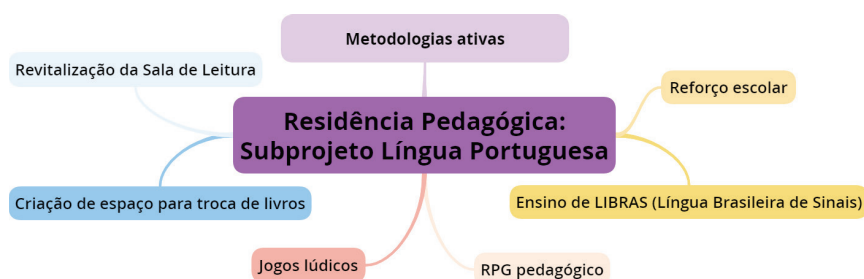 Metodologias ativas
Revitalização da Sala de Leitura
Reforço escolar
Residência Pedagógica:
Subprojeto Língua Portuguesa
Criação de espaço para troca de livros
Ensino de LIBRAS (Língua Brasileira de Sinais)
Jogos lúdicos
RPG pedagógico